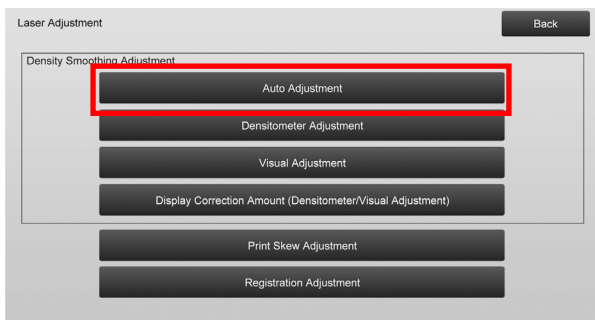 Laser Adjustment
Back
Density Smoothing Adjustment
Auto Adjustment
Densitometer Adjustment
Visual Adjustment
Display Correction Amount (Densitometer/Visual Adjustment)
Print Skew Adjustment
Registration Adjustment